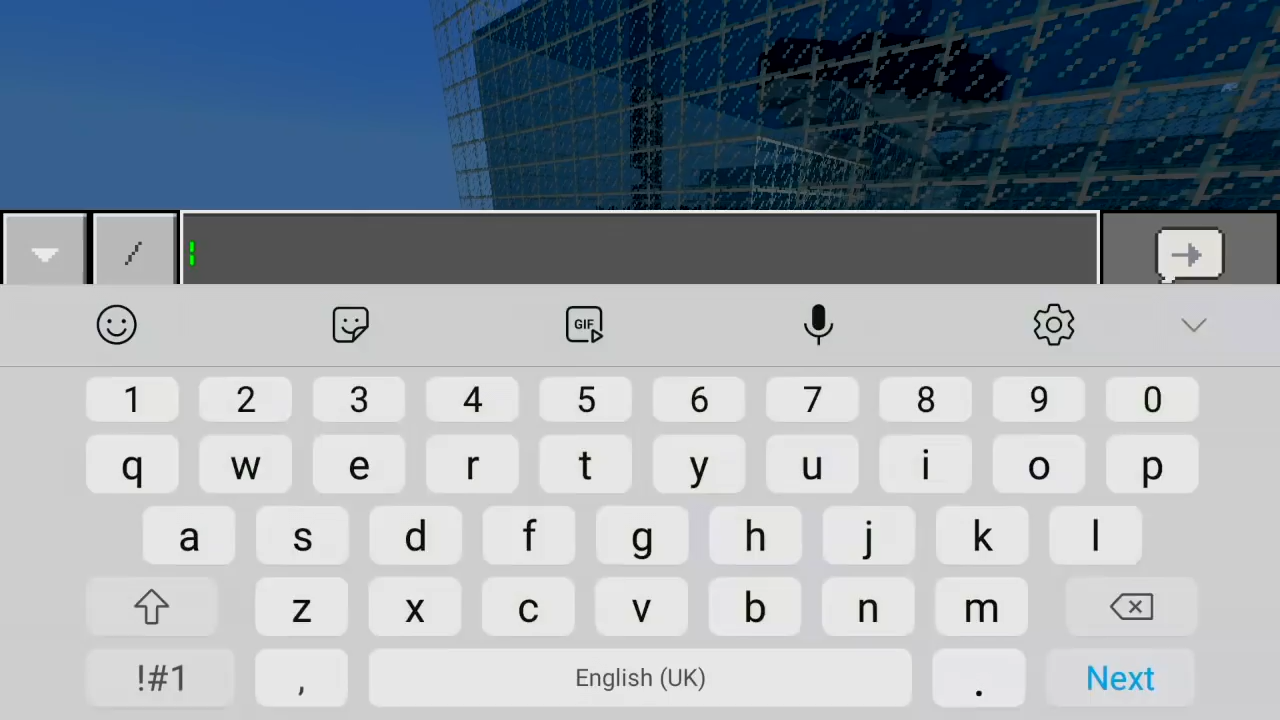 /
GIF
1 2 3 4 5 6 7 8 9 0
q w e r t y u i o p
a s d f g h j k l
z x c v b n m
!#1 , English (UK) . Next